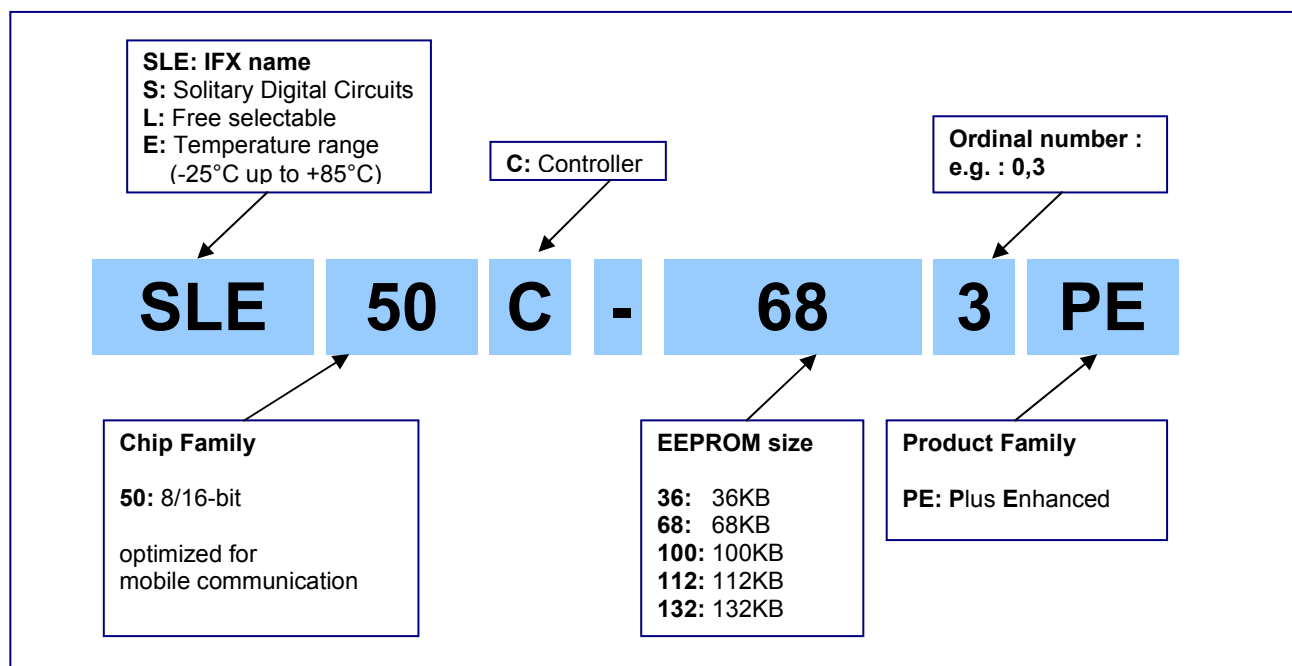 SLE: IFX name
S: Solitary Digital Circuits
L: Free selectable
E: Temperature range
(-25°C up to +85°C)
C: Controller
Ordinal number :
e.g. : 0,3
SLE 50 C - 68 3 PE
Chip Family
50: 8/16-bit
optimized for
mobile communication
EEPROM size
36: 36KB
68: 68KB
100: 100KB
112: 112KB
132: 132KB
Product Family
PE: Plus Enhanced